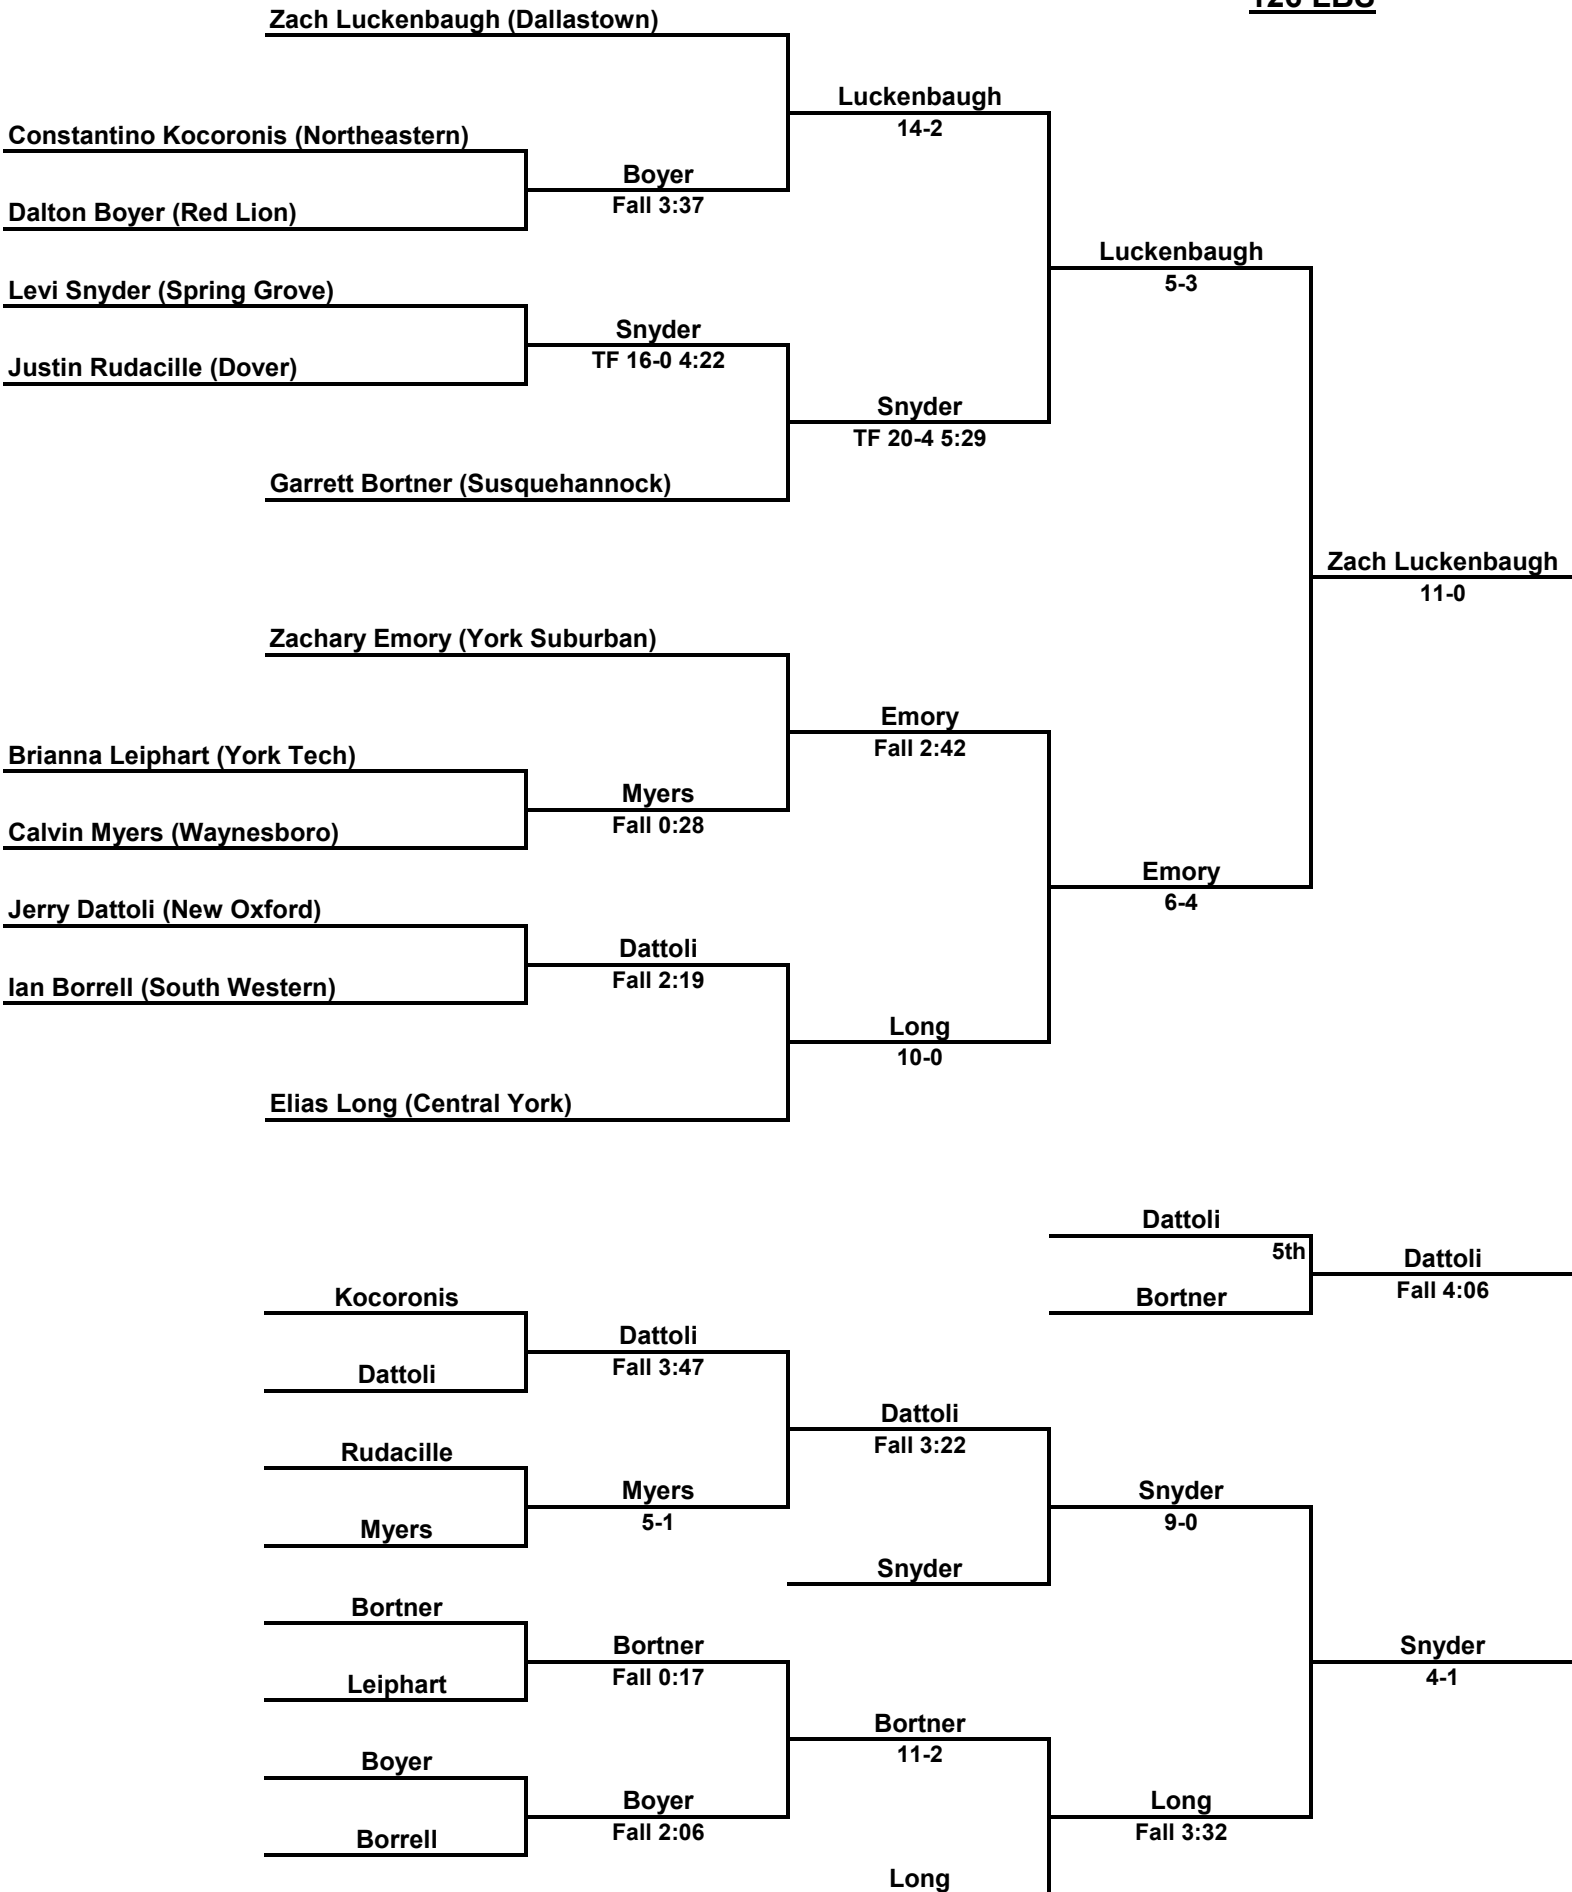 126 LBS
Zach Luckenbaugh (Dallastown)
Luckenbaugh
14-2
Constantino Kocoronis (Northeastern)
Boyer
Fall 3:37
Dalton Boyer (Red Lion)
Luckenbaugh
5-3
Levi Snyder (Spring Grove)
Snyder
TF 16-0 4:22
Justin Rudacille (Dover)
Snyder
TF 20-4 5:29
Garrett Bortner (Susquehannock)
Zach Luckenbaugh
11-0
Zachary Emory (York Suburban)
Emory
Fall 2:42
Brianna Leiphart (York Tech)
Myers
Fall 0:28
Calvin Myers (Waynesboro)
Emory
6-4
Jerry Dattoli (New Oxford)
Dattoli
Fall 2:19
Ian Borrell (South Western)
Long
10-0
Elias Long (Central York)
Dattoli
5th
Dattoli
Fall 4:06
Bortner
Kocoronis
Dattoli
Fall 3:47
Dattoli
Dattoli
Fall 3:22
Rudacille
Myers
5-1
Myers
Snyder
9-0
Snyder
Bortner
Bortner
Fall 0:17
Leiphart
Snyder
4-1
Bortner
11-2
Boyer
Boyer
Fall 2:06
Borrell
Long
Fall 3:32
Long